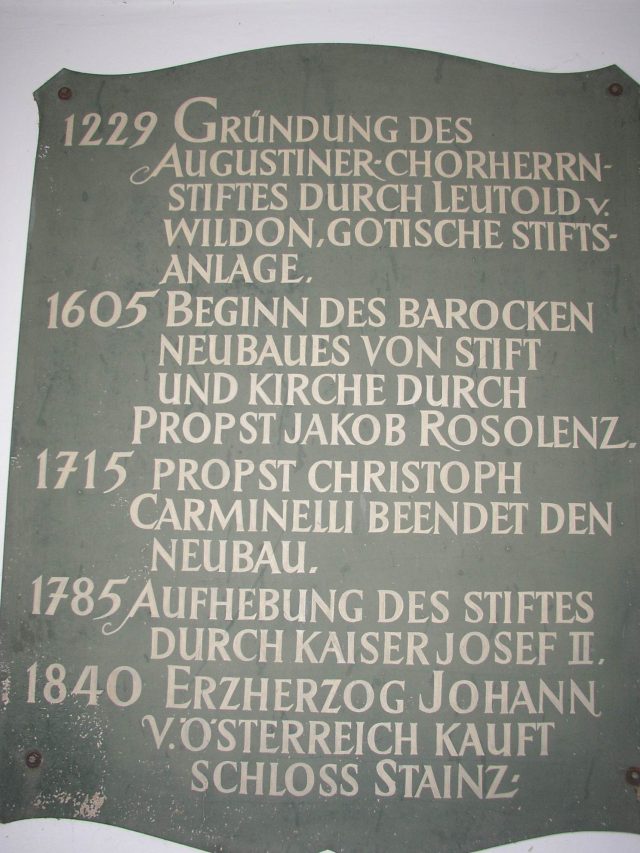 1229 GRÜNDUNG DES
AUGUSTINER-CHORHERRN-
STIFTES DURCH LEUTOLD V.
WILDON, GOTISCHE STIFTS-
ANLAGE.
1605 BEGINN DES BAROCKEN
NEUBAUES VON STIFT
UND KIRCHE DURCH
PROPST JAKOB ROSOLENZ.
1715 PROPST CHRISTOPH
CARMINELLI BEENDET DEN
NEUBAU.
1785 AUFHEBUNG DES STIFTES
DURCH KAISER JOSEF II.
1840 ERZHERZOG JOHANN
V. ÖSTERREICH KAUFT
SCHLOSS STAINZ.